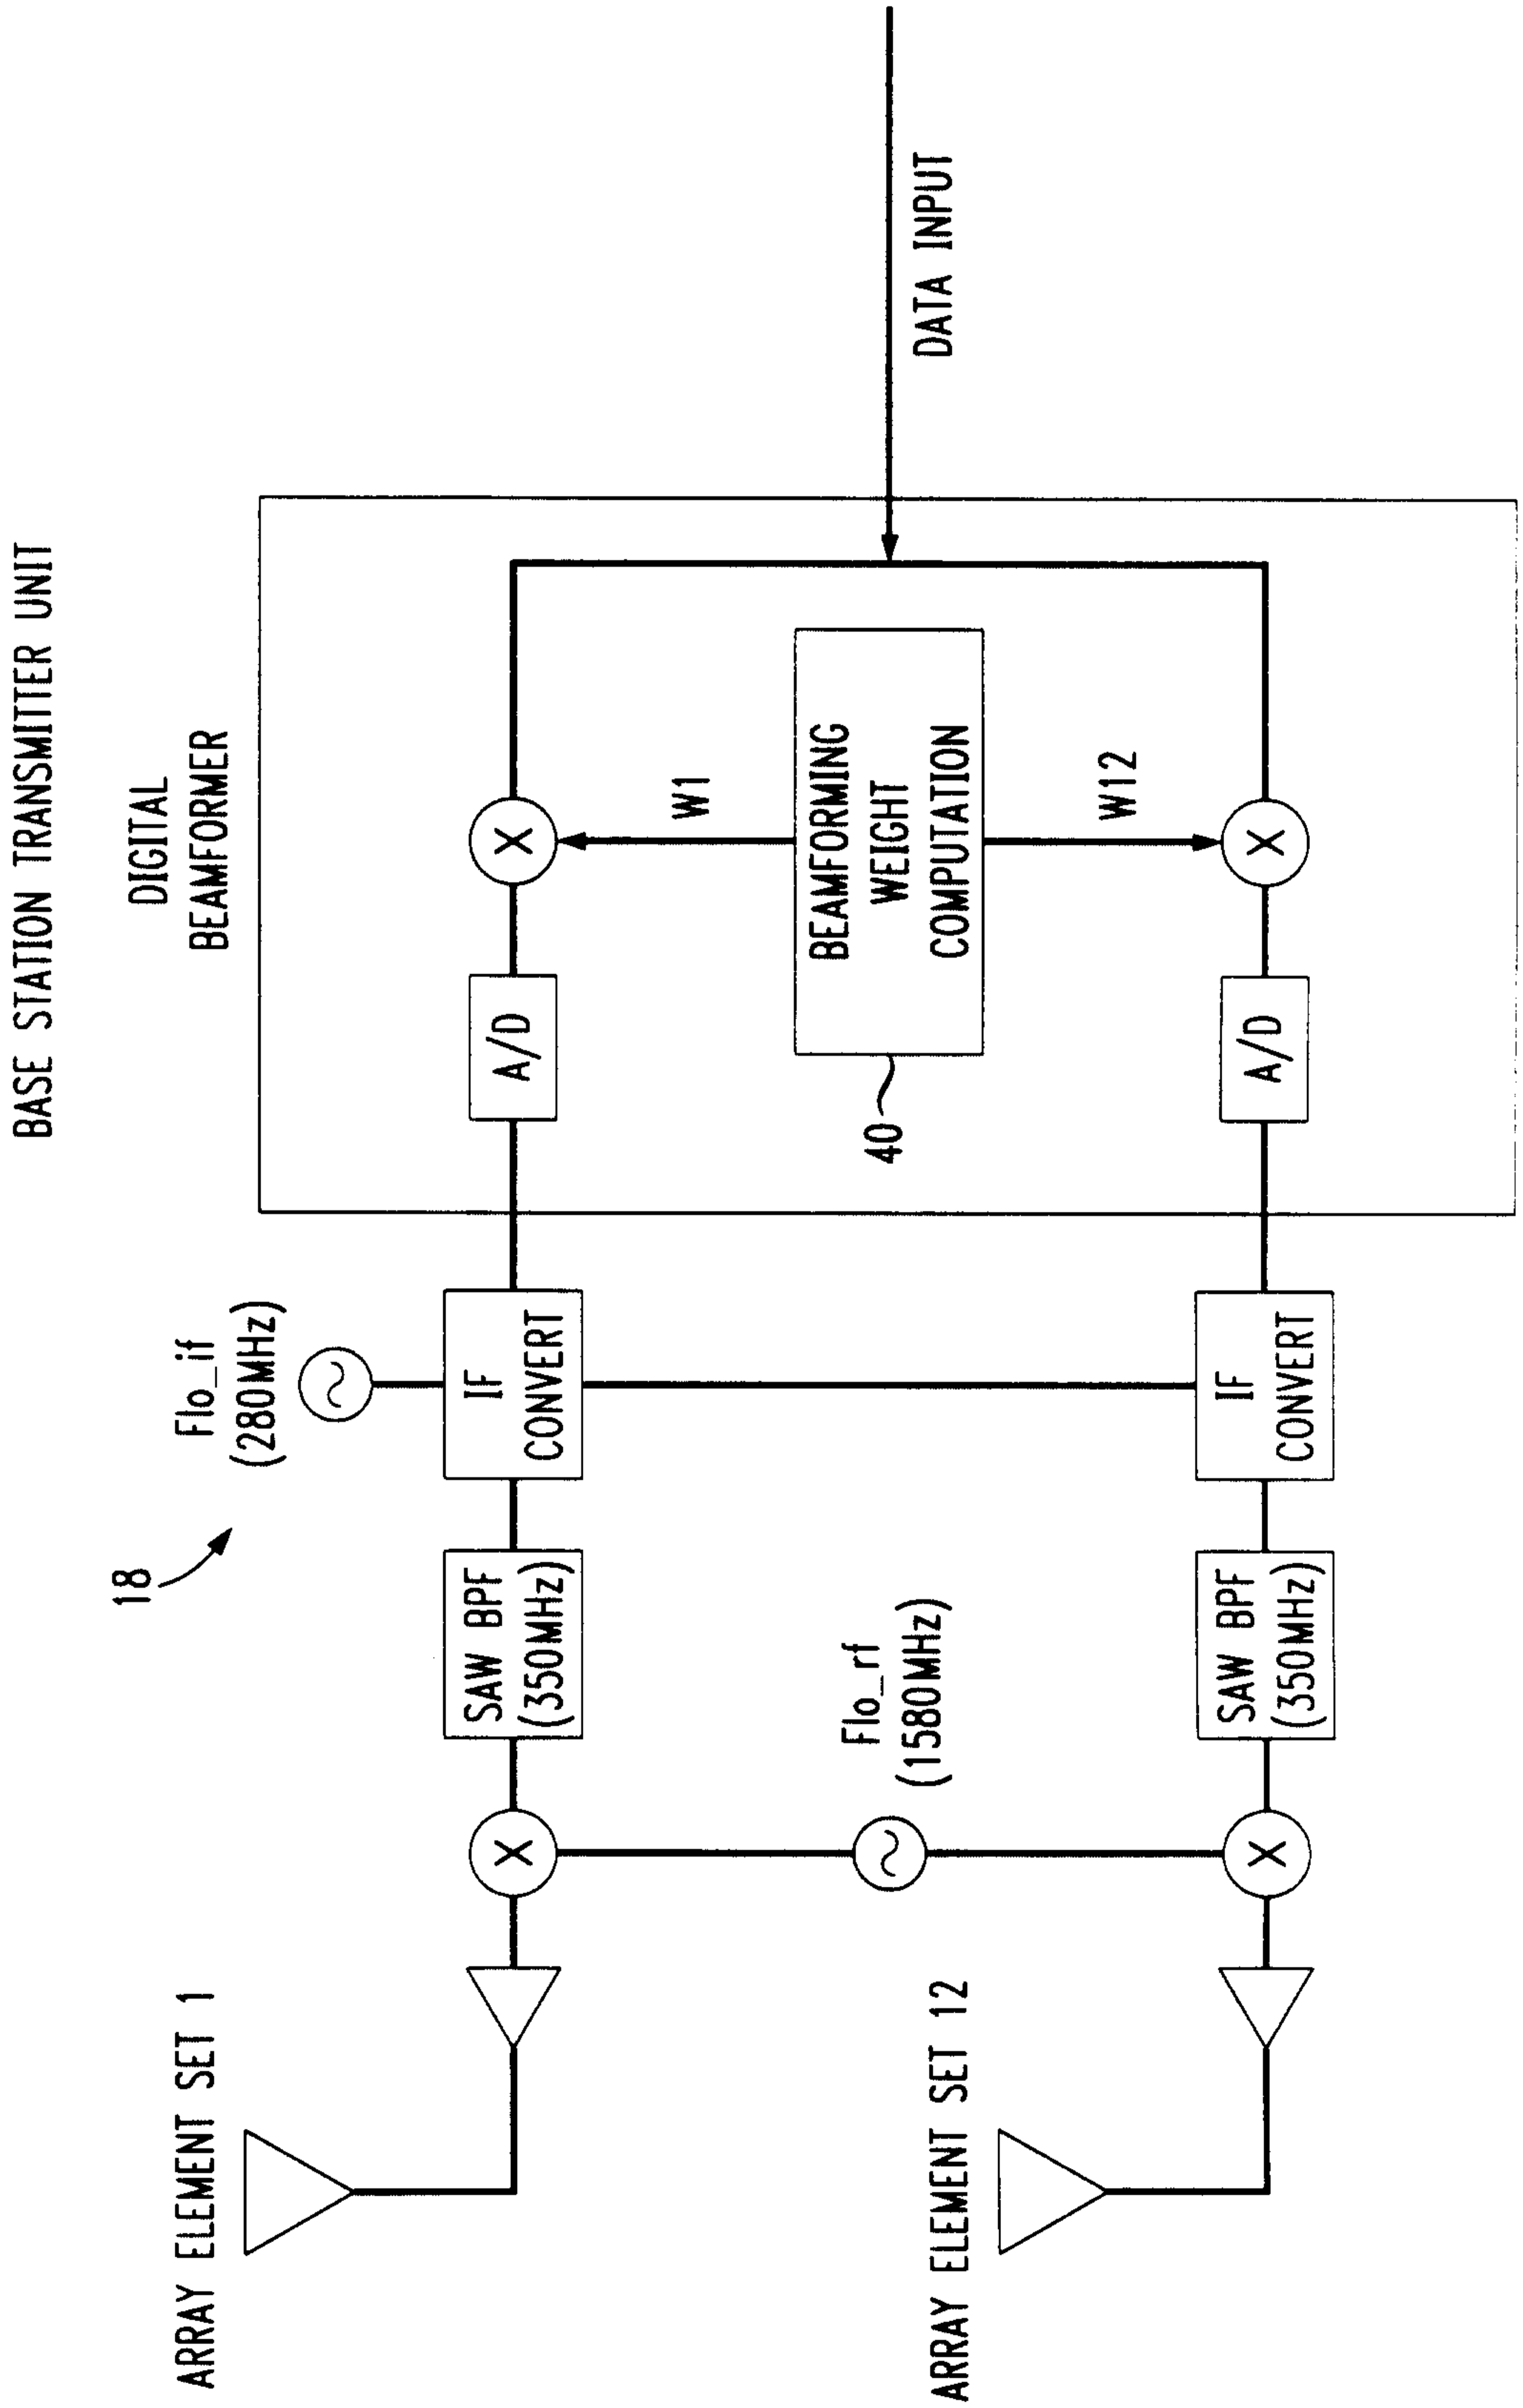 BASE STATION TRANSMITTER UNIT
DIGITAL
BEAMFORMER
18
Flo_if
(280MHz)
ARRAY ELEMENT SET 1
X
SAW BPF
(350MHz)
IF
CONVERT
A/D
X
W1
Flo_rf
(1580MHz)
40
BEAMFORMING
WEIGHT
COMPUTATION
DATA INPUT
W12
ARRAY ELEMENT SET 12
X
SAW BPF
(350MHz)
IF
CONVERT
A/D
X